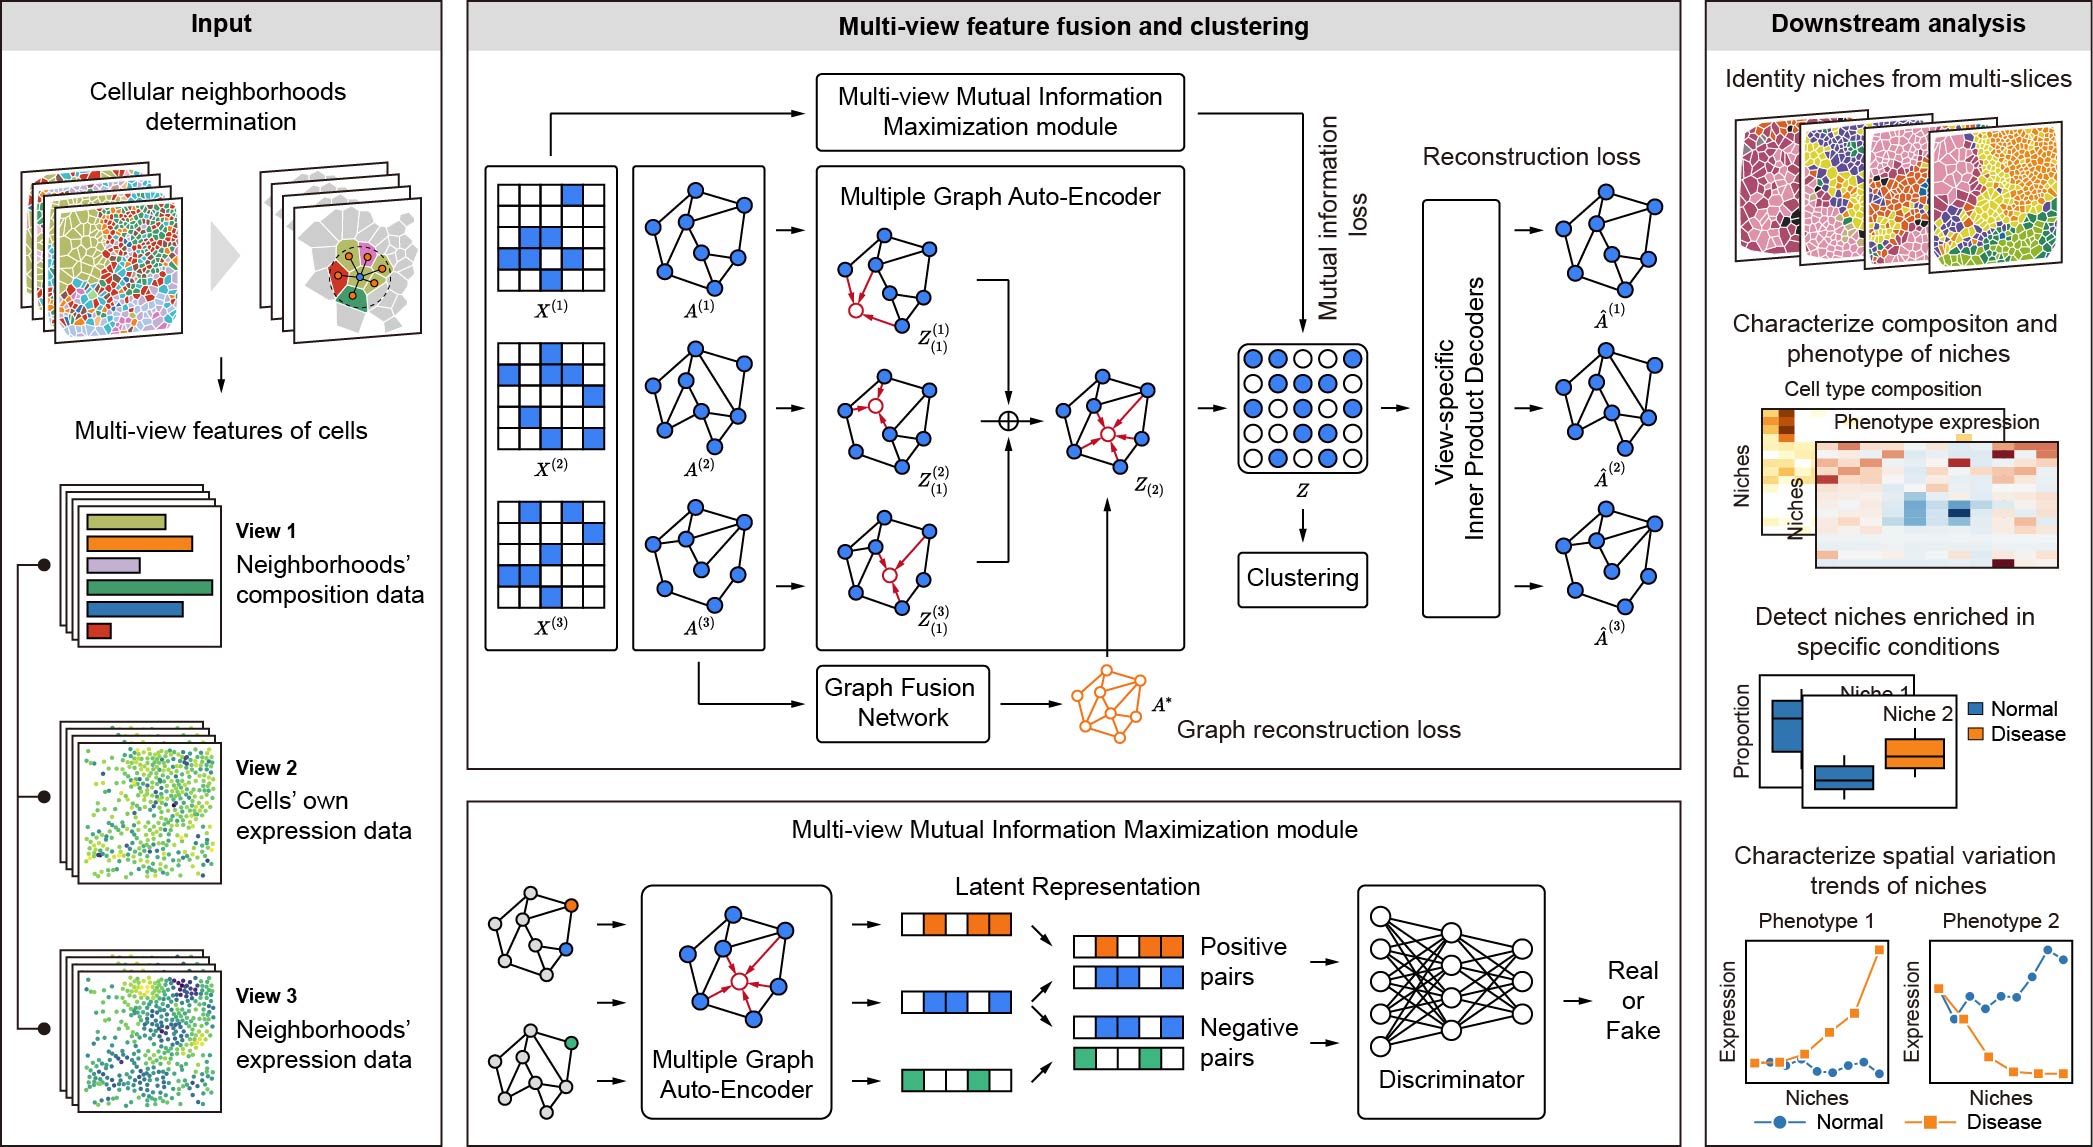 Input
Cellular neighborhoods
determination
Multi-view features of cells
View 1
Neighborhoods’
composition data
View 2
Cells’ own
expression data
View 3
Neighborhoods’
expression data
Multi-view feature fusion and clustering
Multi-view Mutual Information
Maximization module
X^{(1)}
X^{(2)}
X^{(3)}
A^{(1)}
A^{(2)}
A^{(3)}
Multiple Graph Auto-Encoder
Z_{(1)}^{(1)}
Z_{(1)}^{(2)}
Z_{(1)}^{(3)}
Z_{(2)}
Graph Fusion
Network
A^*
Graph reconstruction loss
Mutual information
loss
Z
Clustering
View-specific
Inner Product Decoders
Reconstruction loss
Â^{(1)}
Â^{(2)}
Â^{(3)}
Multi-view Mutual Information Maximization module
Multiple Graph
Auto-Encoder
Latent Representation
Positive
pairs
Negative
pairs
Discriminator
Real
or
Fake
Downstream analysis
Identity niches from multi-slices
Characterize compositon and
phenotype of niches
Cell type composition
Niches
Phenotype expression
Niches
Detect niches enriched in
specific conditions
Proportion
Niche 1
Niche 2
Normal
Disease
Characterize spatial variation
trends of niches
Phenotype 1
Phenotype 2
Expression
Expression
Niches
Niches
Normal
Disease